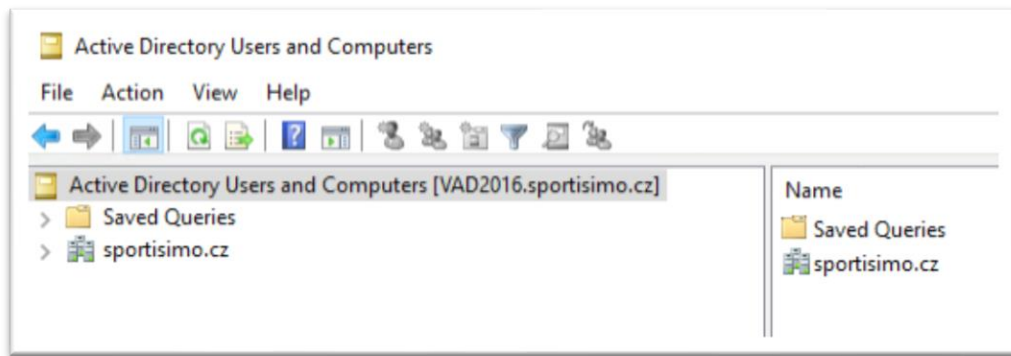 Active Directory Users and Computers
File Action View Help
Active Directory Users and Computers [VAD2016.sportisimo.cz]
Saved Queries
sportisimo.cz
Name
Saved Queries
sportisimo.cz